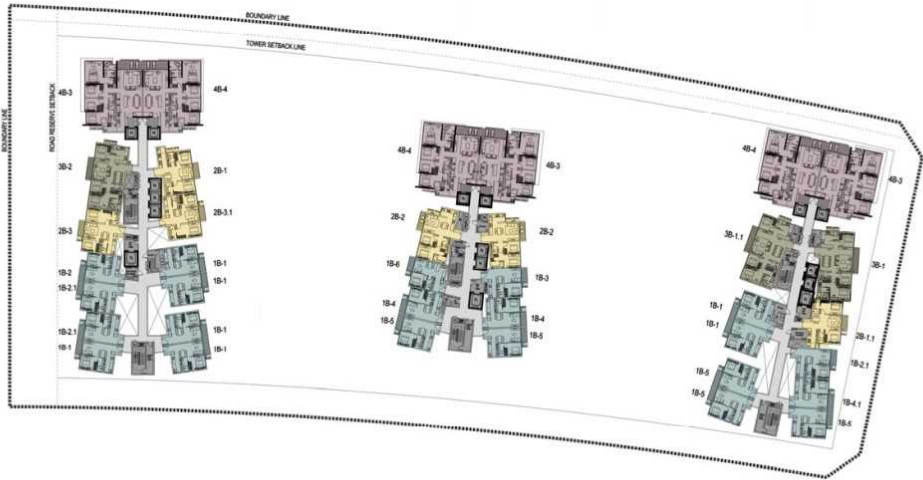 BOUNDARY LINE
TOWER SETBACK LINE
BOUNDARY LINE
ROAD RESERVE SETBACK
4B-3
4B-4
3B-2
2B-1
2B-3.1
2B-3
1B-2
1B-2.1
1B-1
1B-1
1B-2.1
1B-1
1B-1
1B-1
4B-4
4B-3
2B-2
2B-2
1B-6
1B-3
1B-4
1B-5
1B-4
1B-5
4B-4
4B-3
3B-1.1
3B-1
1B-1
1B-1
2B-1.1
1B-2.1
1B-5
1B-5
1B-4.1
1B-5